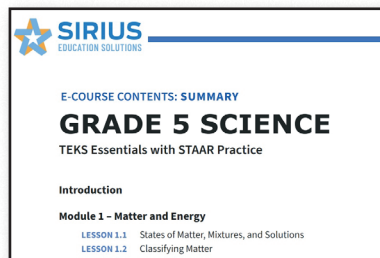 SIRIUS
EDUCATION SOLUTIONS
E-COURSE CONTENTS: SUMMARY
GRADE 5 SCIENCE
TEKS Essentials with STAAR Practice
Introduction
Module 1 – Matter and Energy
LESSON 1.1 States of Matter, Mixtures, and Solutions
LESSON 1.2 Classifying Matter